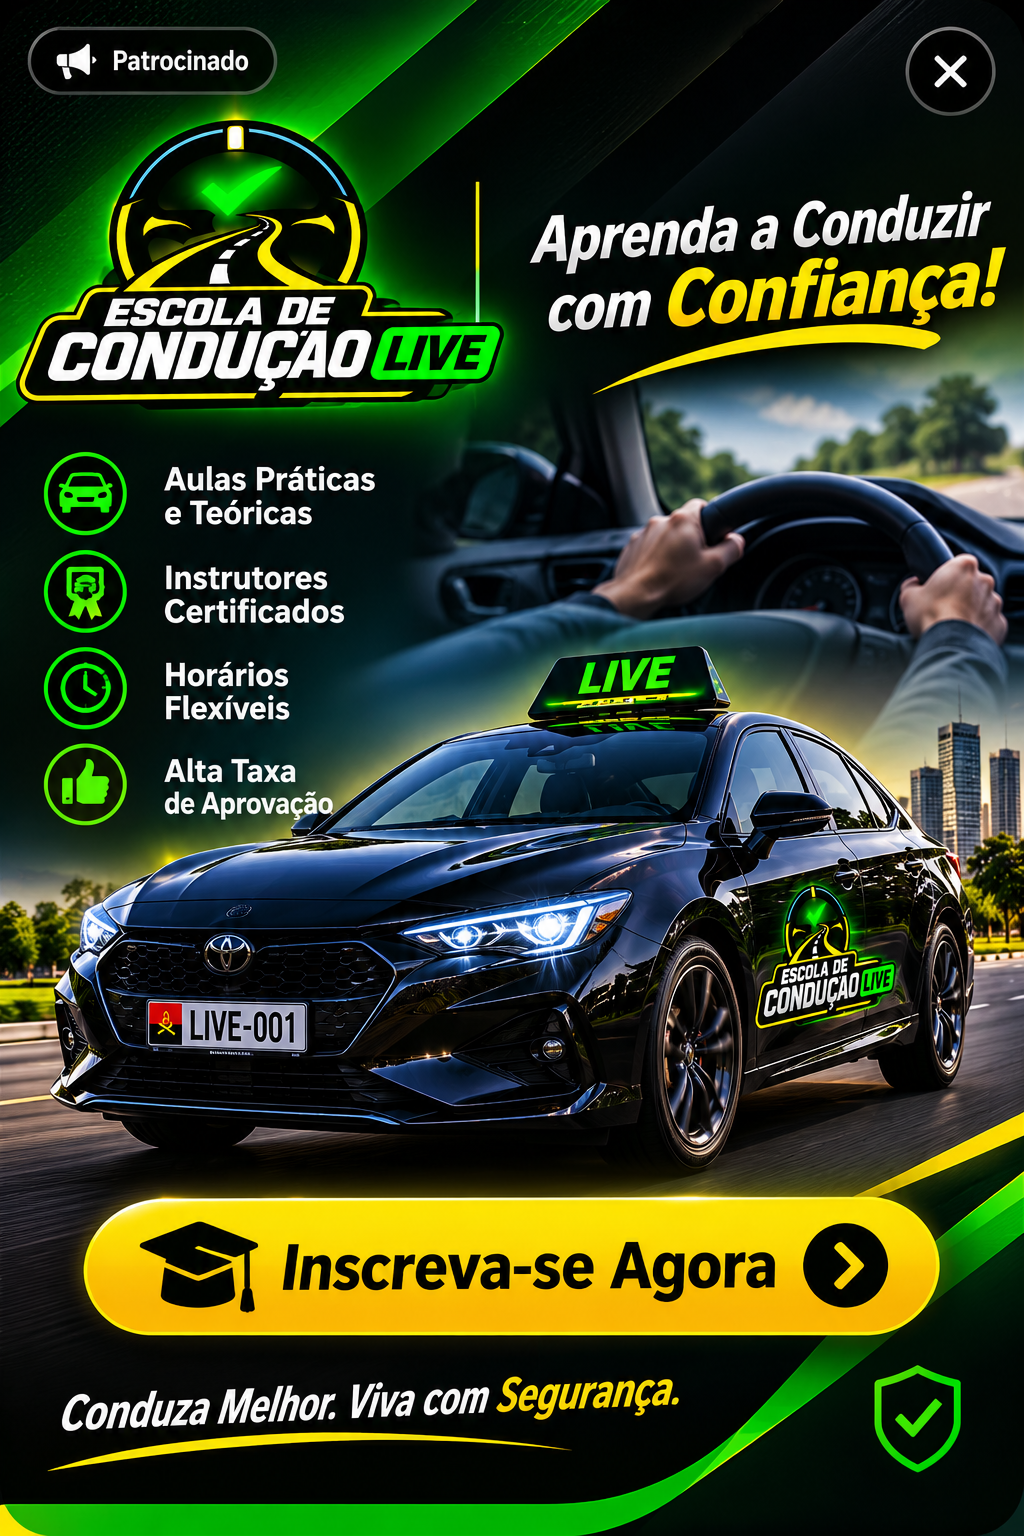 Patrocinado
ESCOLA DE
CONDUÇÃO LIVE
Aprenda a Conduzir
com Confiança!
Aulas Práticas
e Teóricas
Instrutores
Certificados
Horários
Flexíveis
Alta Taxa
de Aprovação
LIVE
ESCOLA DE
CONDUÇÃO LIVE
LIVE-001
Inscreva-se Agora
Conduza Melhor. Viva com Segurança.